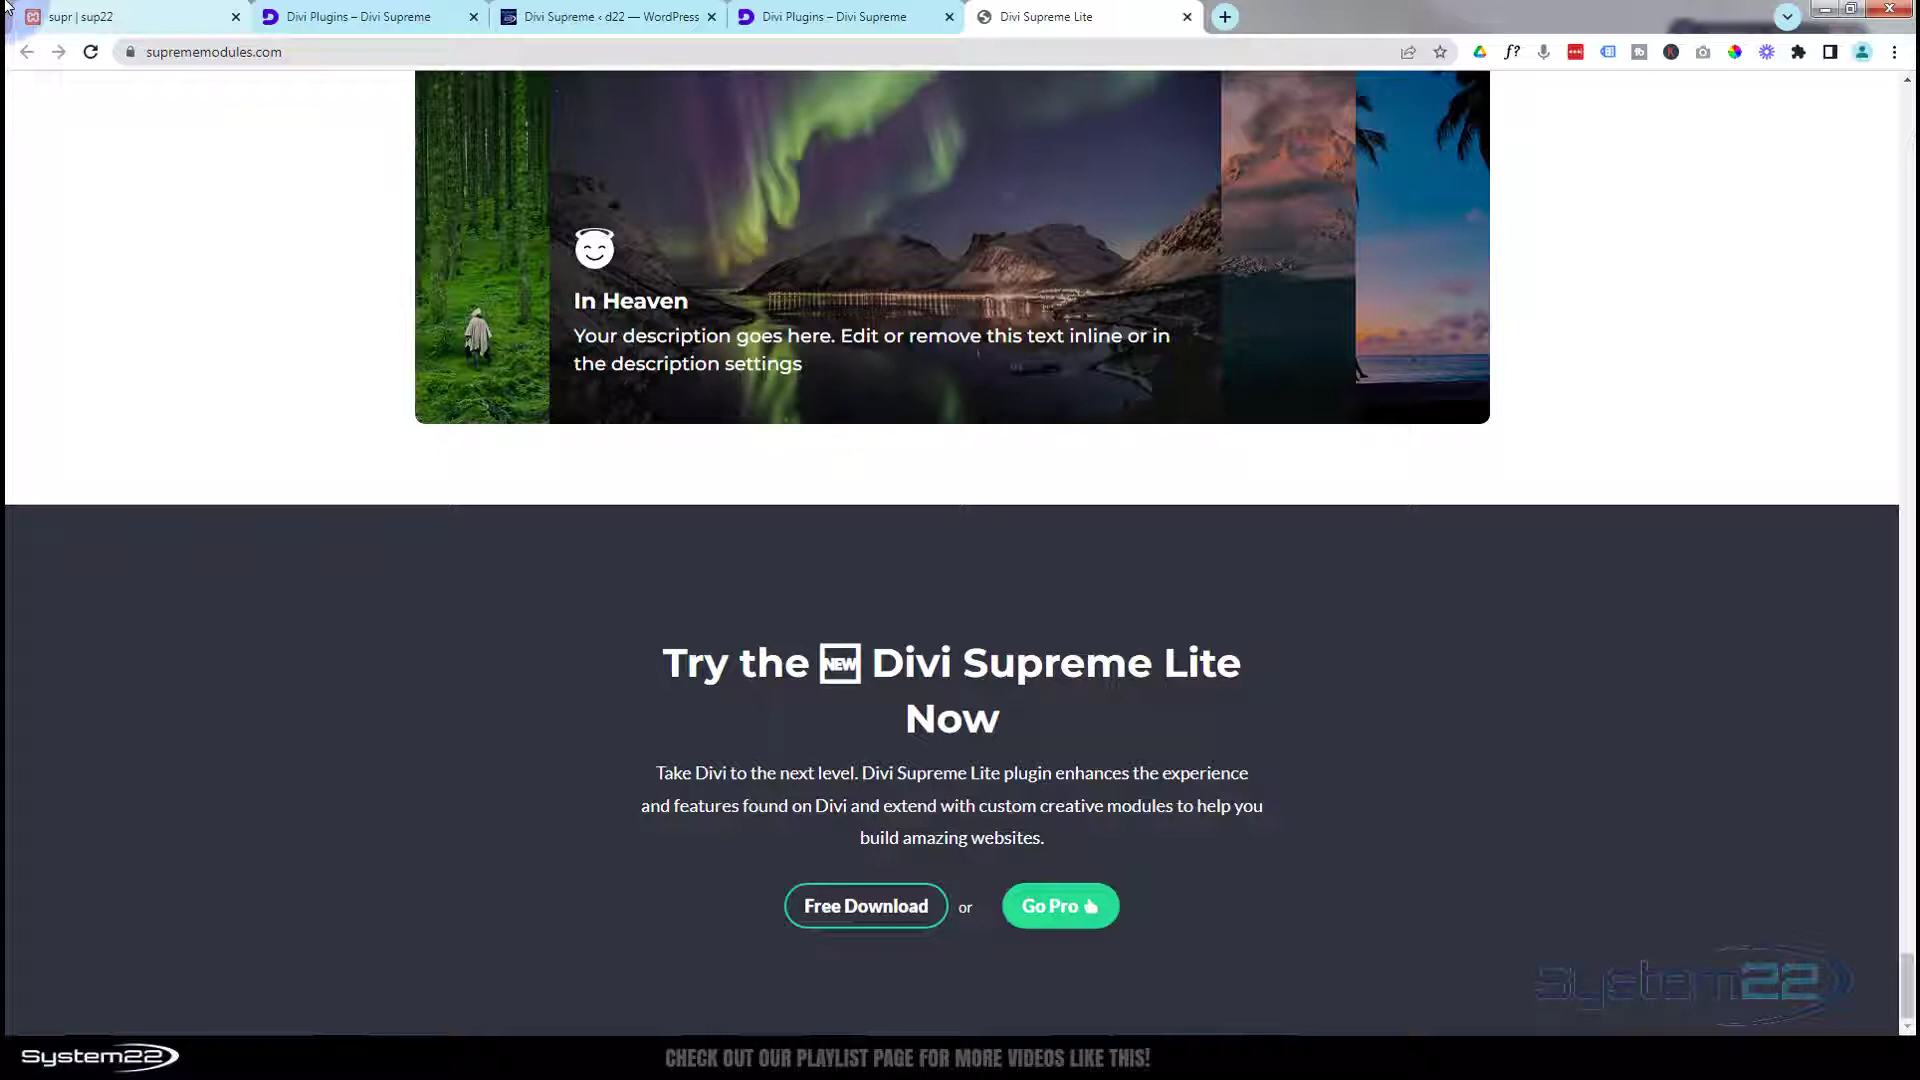 supr | sup22
Divi Plugins – Divi Supreme
Divi Supreme ‹ d22 — WordPress
Divi Plugins – Divi Supreme
Divi Supreme Lite
suprememodules.com
f?
In Heaven
Your description goes here. Edit or remove this text inline or in
the description settings
Try the NEW Divi Supreme Lite
Now
Take Divi to the next level. Divi Supreme Lite plugin enhances the experience
and features found on Divi and extend with custom creative modules to help you
build amazing websites.
Free Download or Go Pro
system22
System22
CHECK OUT OUR PLAYLIST PAGE FOR MORE VIDEOS LIKE THIS!